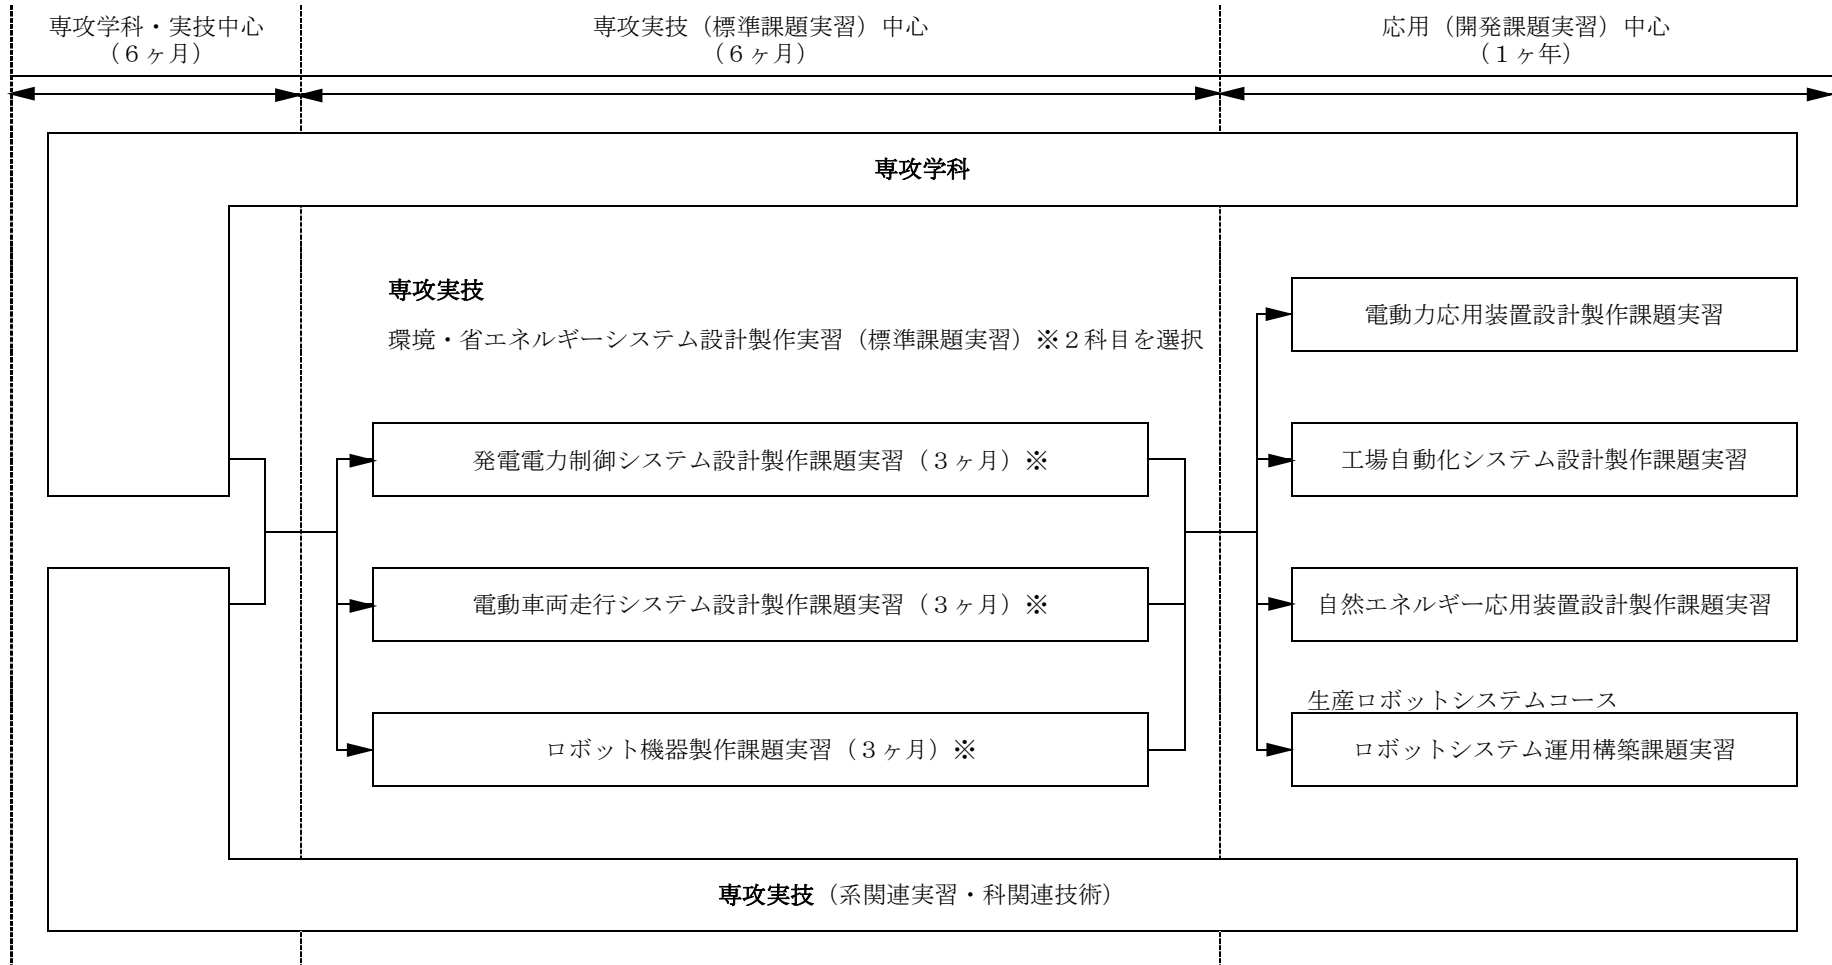 専攻学科・実技中心
（６ヶ月）
専攻実技（標準課題実習）中心
（６ヶ月）
応用（開発課題実習）中心
（１ヶ年）
専攻学科
専攻実技
環境・省エネルギーシステム設計製作実習（標準課題実習）※２科目を選択
発電電力制御システム設計製作課題実習（３ヶ月）※
電動車両走行システム設計製作課題実習（３ヶ月）※
ロボット機器製作課題実習（３ヶ月）※
電動力応用装置設計製作課題実習
工場自動化システム設計製作課題実習
自然エネルギー応用装置設計製作課題実習
生産ロボットシステムコース
ロボットシステム運用構築課題実習
専攻実技（系関連実習・科関連技術）